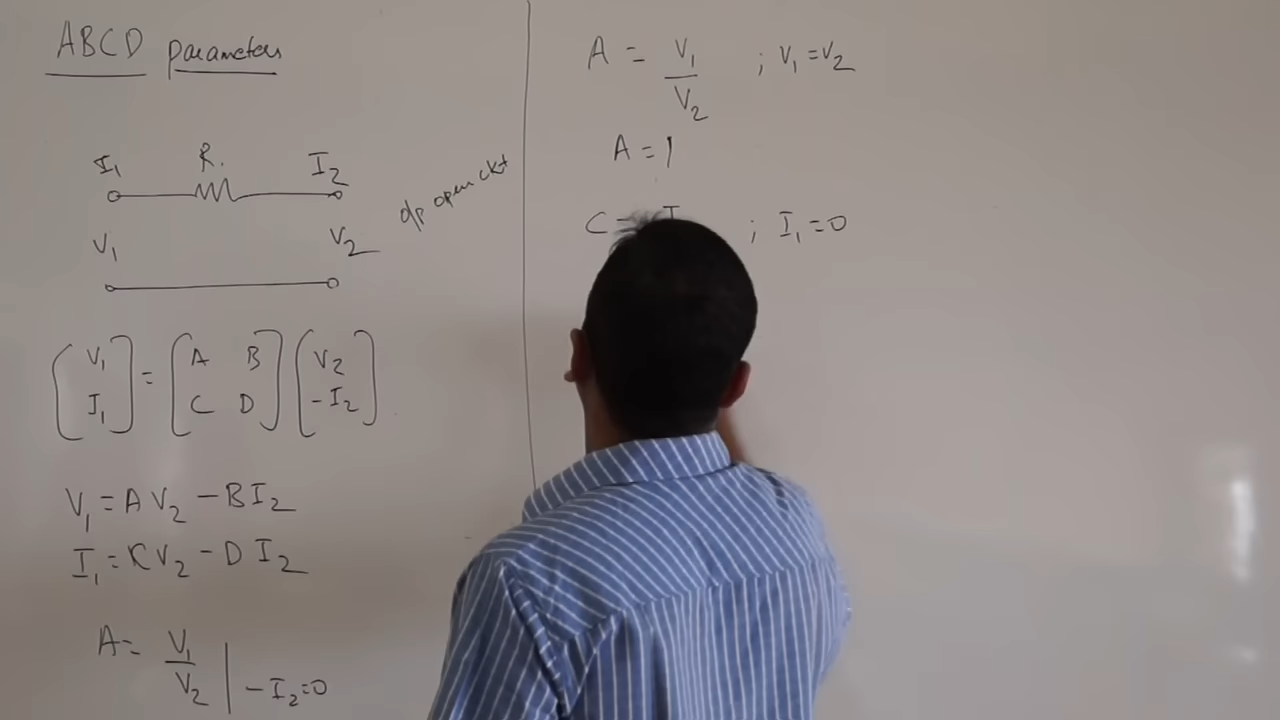 ABCD parameters
I₁ R. I₂
V₁ V₂
o/p open ckt
[V₁ I₁] = [A B C D] [V₂ -I₂]
V₁ = A V₂ - B I₂
I₁ = C V₂ - D I₂
A = V₁/V₂ | -I₂=0
A = V₁/V₂ ; V₁=V₂
A = 1
C = I ; I₁=0